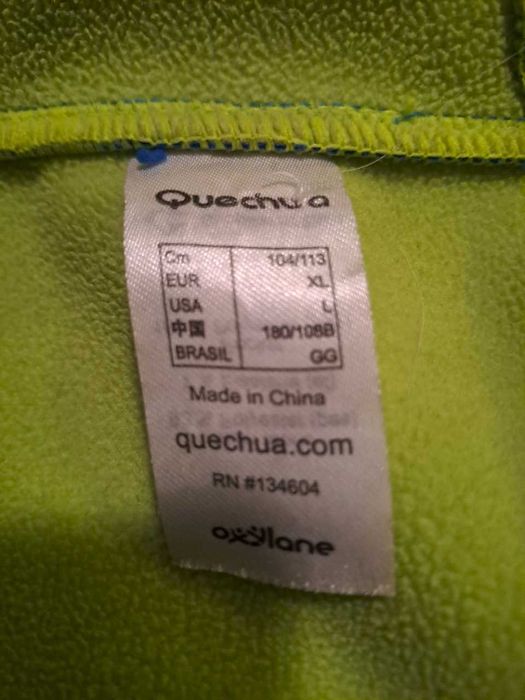 Quechua
Cm 104/113
EUR XL
USA L
中国 180/108B
BRASIL GG
Made in China
quechua.com
RN #134604
oxylane